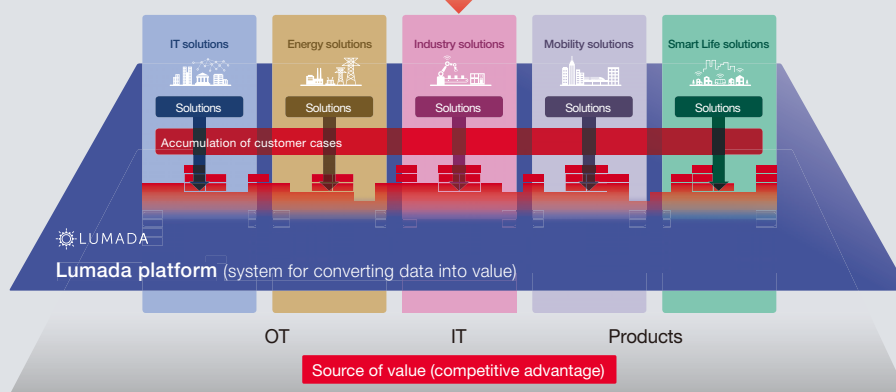 IT solutions
Energy solutions
Industry solutions
Mobility solutions
Smart Life solutions
Solutions
Solutions
Solutions
Solutions
Solutions
Accumulation of customer cases
LUMADA
Lumada platform (system for converting data into value)
OT
IT
Products
Source of value (competitive advantage)